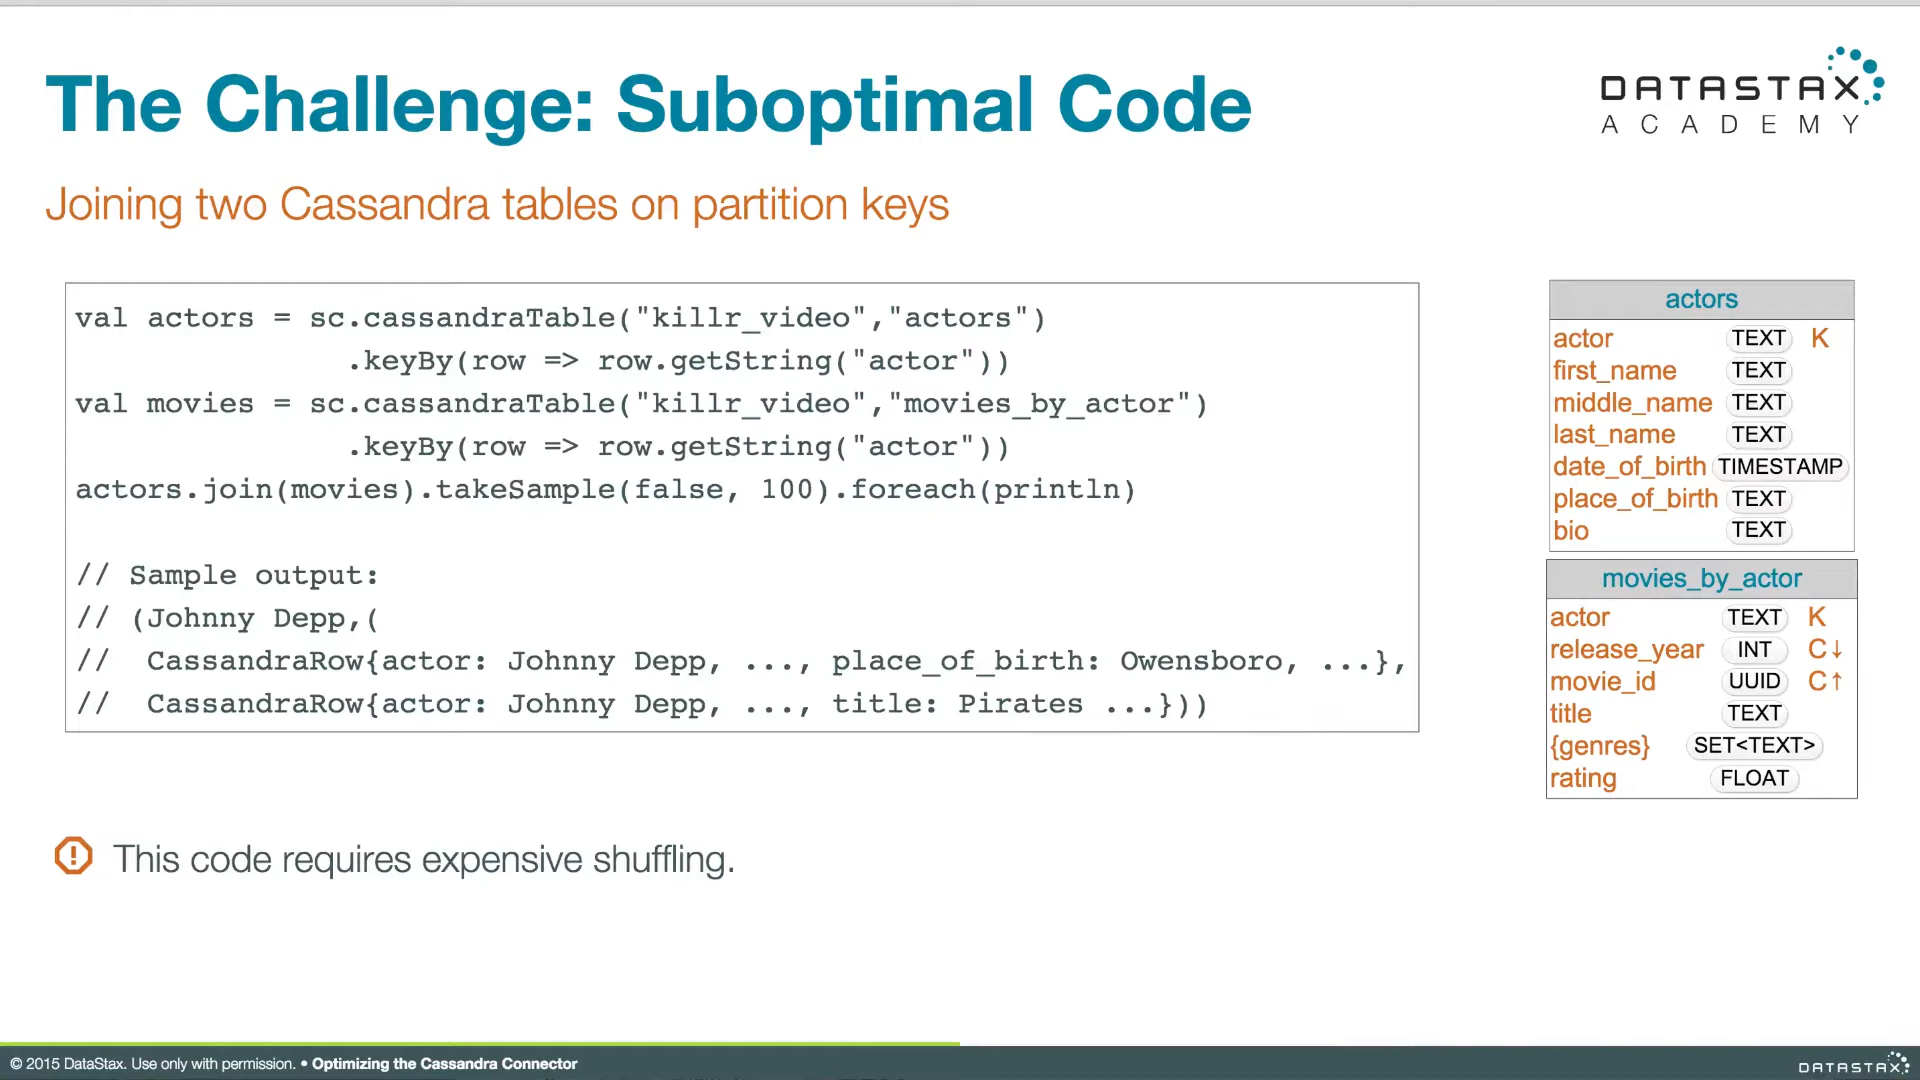 The Challenge: Suboptimal Code
DATASTAX
ACADEMY
Joining two Cassandra tables on partition keys
val actors = sc.cassandraTable("killr_video","actors")
.keyBy(row => row.getString("actor"))
val movies = sc.cassandraTable("killr_video","movies_by_actor")
.keyBy(row => row.getString("actor"))
actors.join(movies).takeSample(false, 100).foreach(println)
// Sample output:
// (Johnny Depp,(
//  CassandraRow{actor: Johnny Depp, ..., place_of_birth: Owensboro, ...},
//  CassandraRow{actor: Johnny Depp, ..., title: Pirates ...}))
actors
actor TEXT K
first_name TEXT
middle_name TEXT
last_name TEXT
date_of_birth TIMESTAMP
place_of_birth TEXT
bio TEXT
movies_by_actor
actor TEXT K
release_year INT C↓
movie_id UUID C↑
title TEXT
{genres} SET<TEXT>
rating FLOAT
This code requires expensive shuffling.
© 2015 DataStax. Use only with permission. • Optimizing the Cassandra Connector
DATASTAX